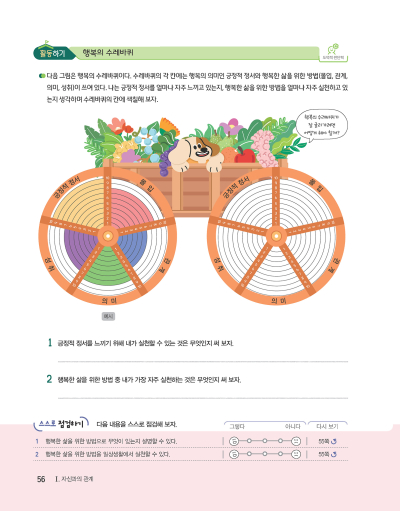 활동하기
행복의 수레바퀴
다음 그림은 행복의 수레바퀴이다. 수레바퀴의 각 칸에는 행복의 의미인 긍정적 정서와 행복한 삶을 위한 방법(몰입, 관계,
의미, 성취)이 쓰여 있다. 나는 긍정적 정서를 얼마나 자주 느끼고 있는지, 행복한 삶을 위한 방법을 얼마나 자주 실천하고 있
는지 생각하며 수레바퀴의 칸에 색칠해 보자.
행복의 수레바퀴가
잘 굴러가려면
어떻게 해야 할까?
긍정적 정서
몰입
성취
관계
의미
긍정적 정서
몰입
성취
관계
의미
예시
1 긍정적 정서를 느끼기 위해 내가 실천할 수 있는 것은 무엇인지 써 보자.
2 행복한 삶을 위한 방법 중 내가 가장 자주 실천하는 것은 무엇인지 써 보자.
스스로 점검하기 다음 내용을 스스로 점검해 보자.
그렇다 아니다 다시 보기
1 행복한 삶을 위한 방법으로 무엇이 있는지 설명할 수 있다. 55쪽
2 행복한 삶을 위한 방법을 일상생활에서 실천할 수 있다. 55쪽
56 Ⅰ. 자신과의 관계